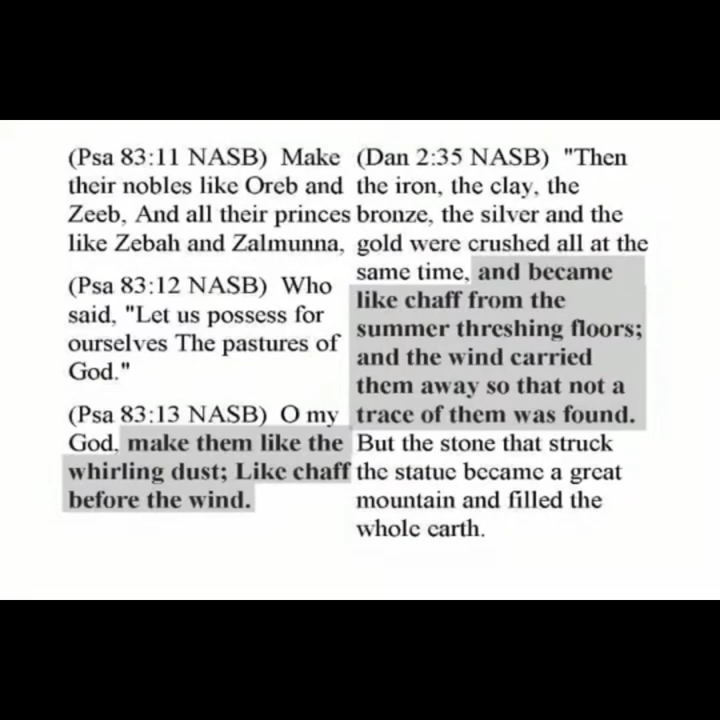 (Psa 83:11 NASB) Make
their nobles like Oreb and
Zeeb, And all their princes
like Zebah and Zalmunna,
(Psa 83:12 NASB) Who
said, "Let us possess for
ourselves The pastures of
God."
(Psa 83:13 NASB) O my
God, make them like the
whirling dust; Like chaff
before the wind.
(Dan 2:35 NASB) "Then
the iron, the clay, the
bronze, the silver and the
gold were crushed all at the
same time, and became
like chaff from the
summer threshing floors;
and the wind carried
them away so that not a
trace of them was found.
But the stone that struck
the statue became a great
mountain and filled the
whole earth.